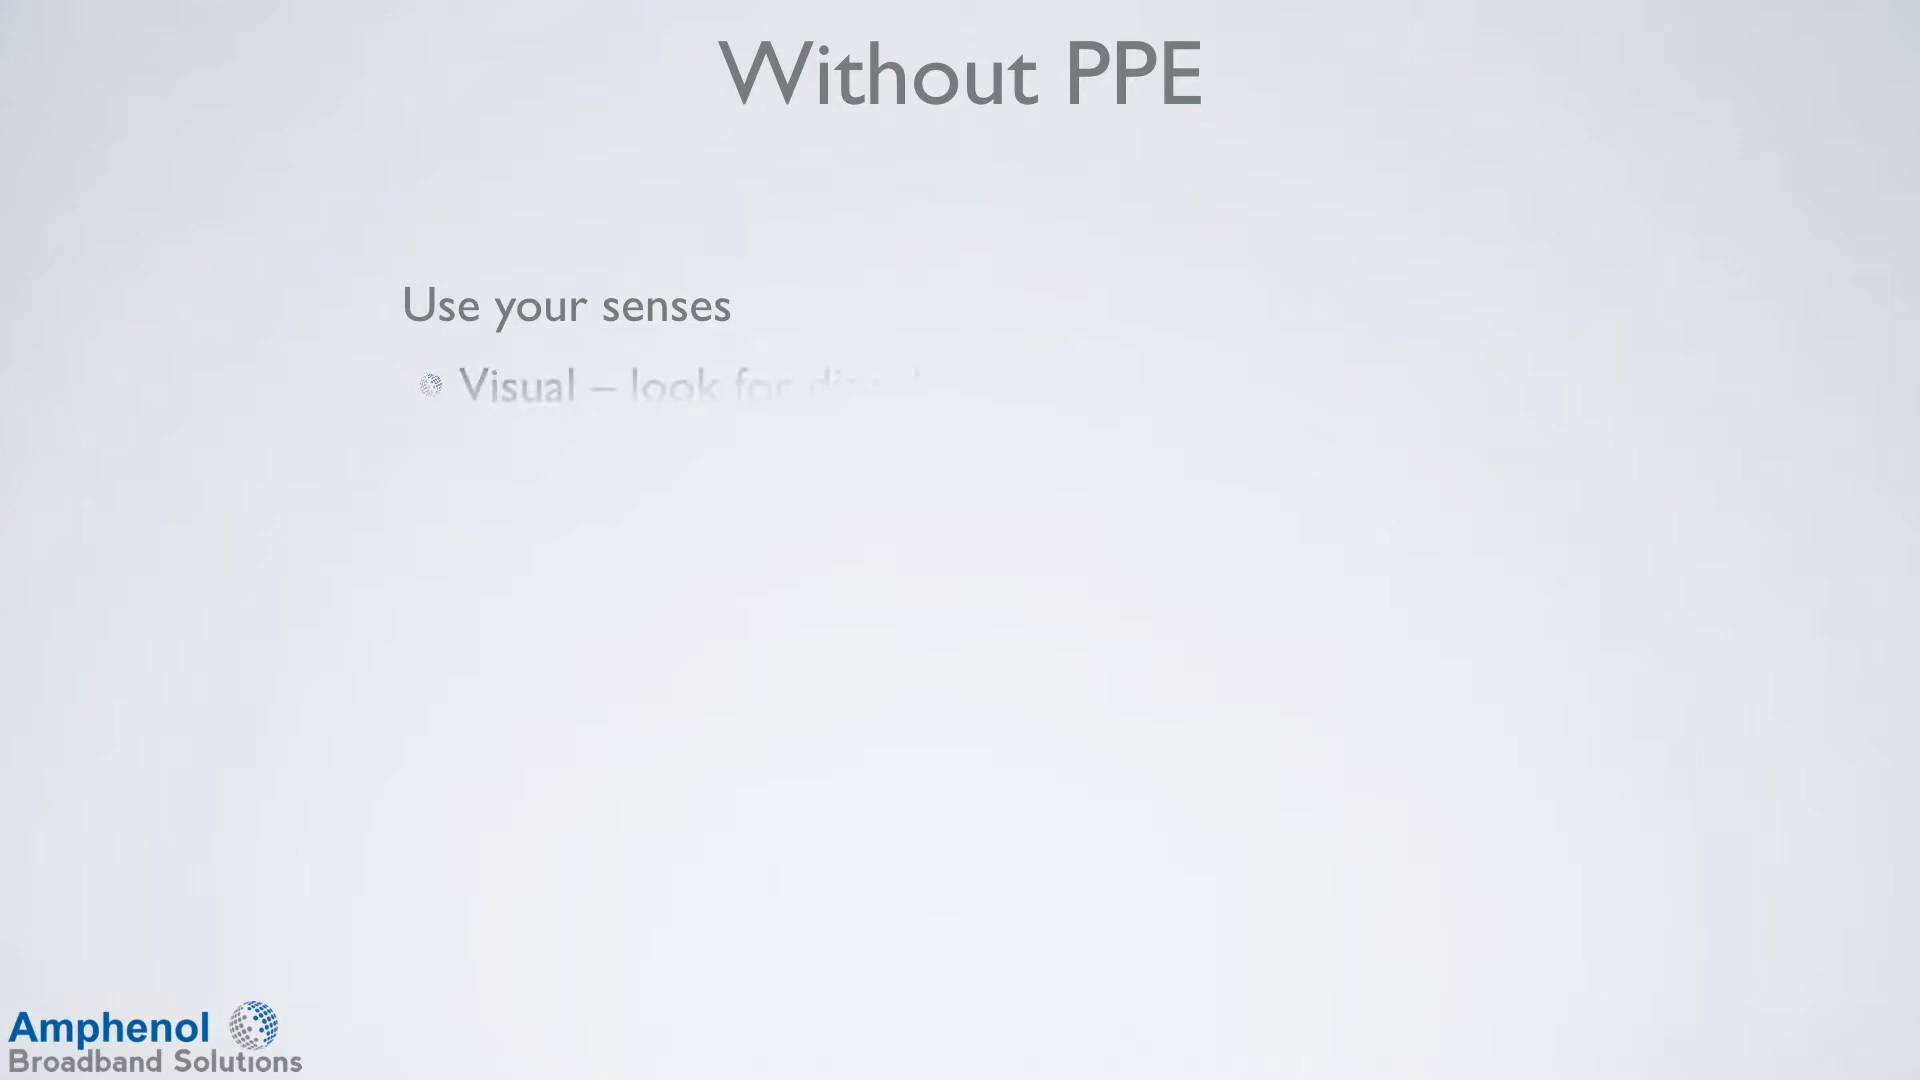 Without PPE
Use your senses
Visual – look for
Amphenol
Broadband Solutions